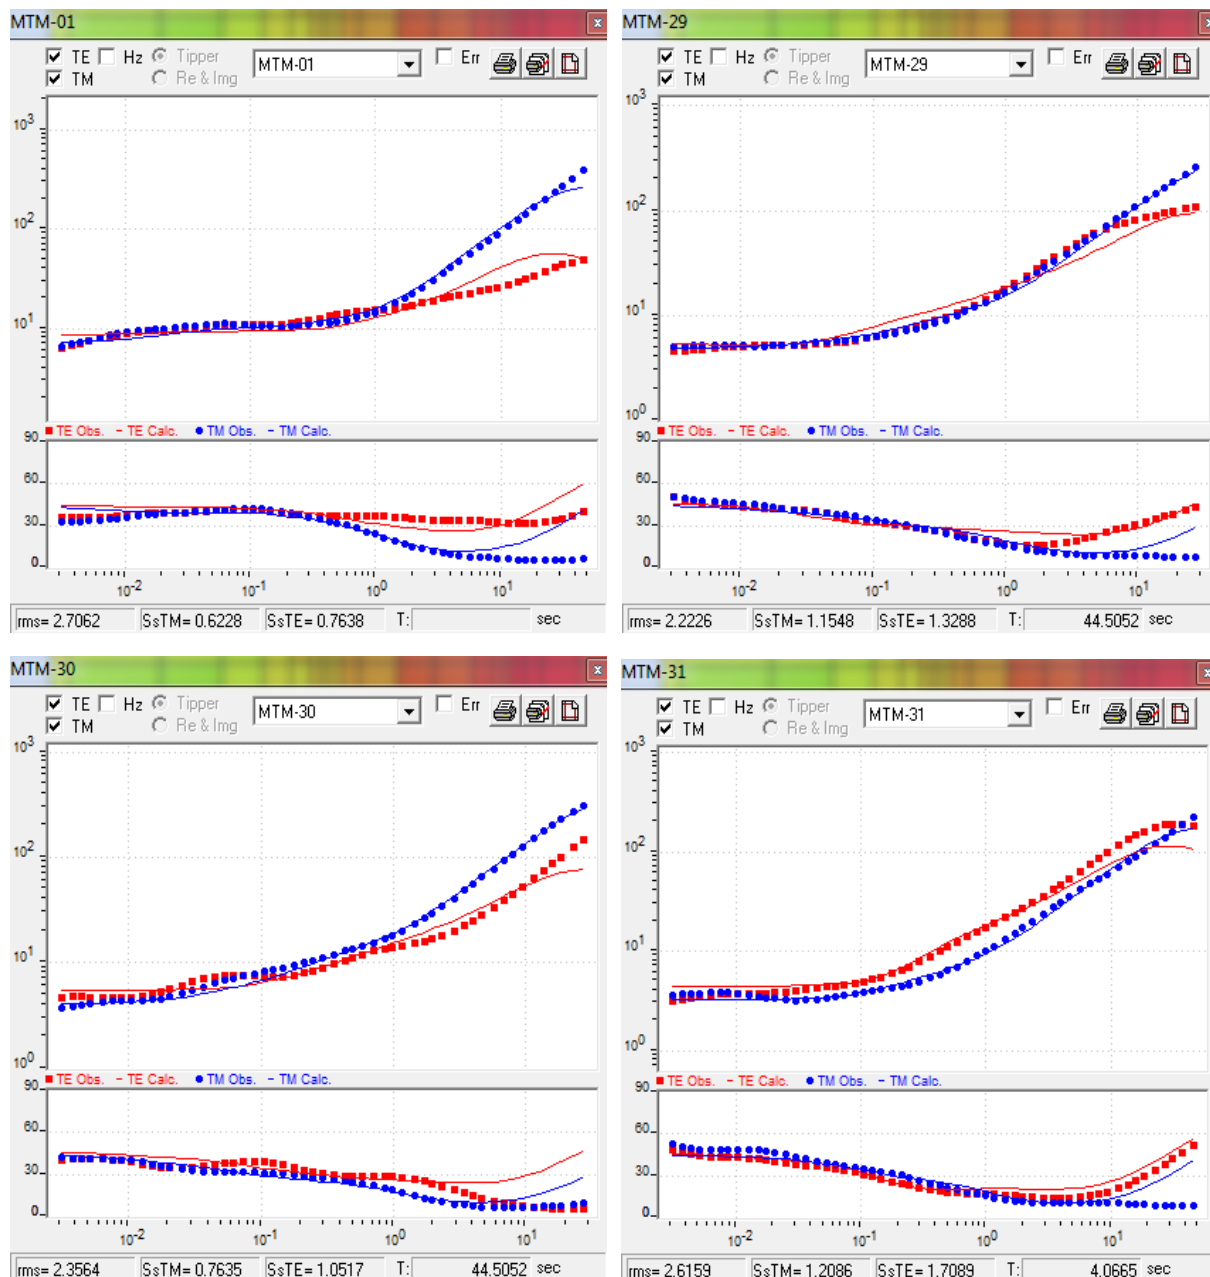 MTM-01
TE Hz Tipper MTM-01 Err
TM Re & Img
10³
10²
10¹
TE Obs. – TE Calc. TM Obs. – TM Calc.
90
60
30
0
10⁻² 10⁻¹ 10⁰ 10¹
rms= 2.7062 SsTM= 0.6228 SsTE= 0.7638 T: sec
MTM-29
TE Hz Tipper MTM-29 Err
TM Re & Img
10³
10²
10¹
10⁰
TE Obs. – TE Calc. TM Obs. – TM Calc.
90
60
30
0
10⁻² 10⁻¹ 10⁰ 10¹
rms= 2.2226 SsTM= 1.1548 SsTE= 1.3288 T: 44.5052 sec
MTM-30
TE Hz Tipper MTM-30 Err
TM Re & Img
10³
10²
10¹
10⁰
TE Obs. – TE Calc. TM Obs. – TM Calc.
90
60
30
0
10⁻² 10⁻¹ 10⁰ 10¹
rms= 2.3564 SsTM= 0.7635 SsTE= 1.0517 T: 44.5052 sec
MTM-31
TE Hz Tipper MTM-31 Err
TM Re & Img
10³
10²
10¹
10⁰
TE Obs. – TE Calc. TM Obs. – TM Calc.
90
60
30
0
10⁻² 10⁻¹ 10⁰ 10¹
rms= 2.6159 SsTM= 1.2086 SsTE= 1.7089 T: 4.0665 sec